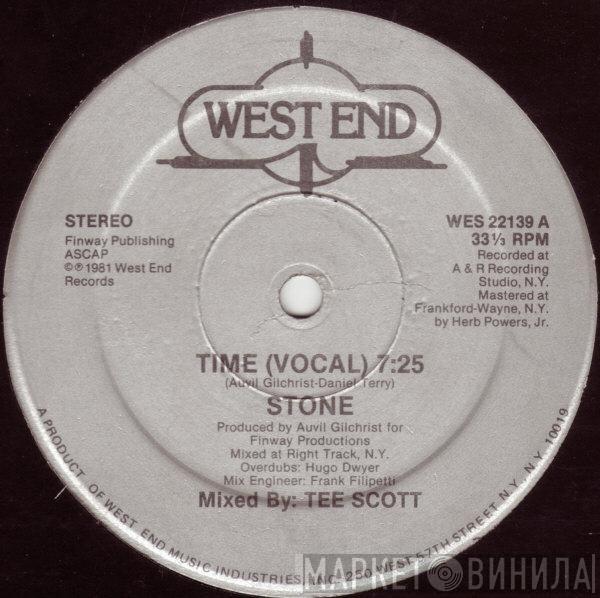 WEST END
STEREO
Finway Publishing
ASCAP
©℗1981 West End
Records
WES 22139 A
33⅓ RPM
Recorded at
A & R Recording
Studio, N.Y.
Mastered at
Frankford-Wayne, N.Y.
by Herb Powers, Jr.
TIME (VOCAL) 7:25
(Auvil Gilchrist-Daniel Terry)
STONE
Produced by Auvil Gilchrist for
Finway Productions
Mixed at Right Track, N.Y.
Overdubs: Hugo Dwyer
Mix Engineer: Frank Filipetti
Mixed By: TEE SCOTT
A PRODUCT OF WEST END MUSIC INDUSTRIES, INC. 250 WEST 57TH STREET N.Y. N.Y. 10019
МАРКЕТ ВИНИЛА